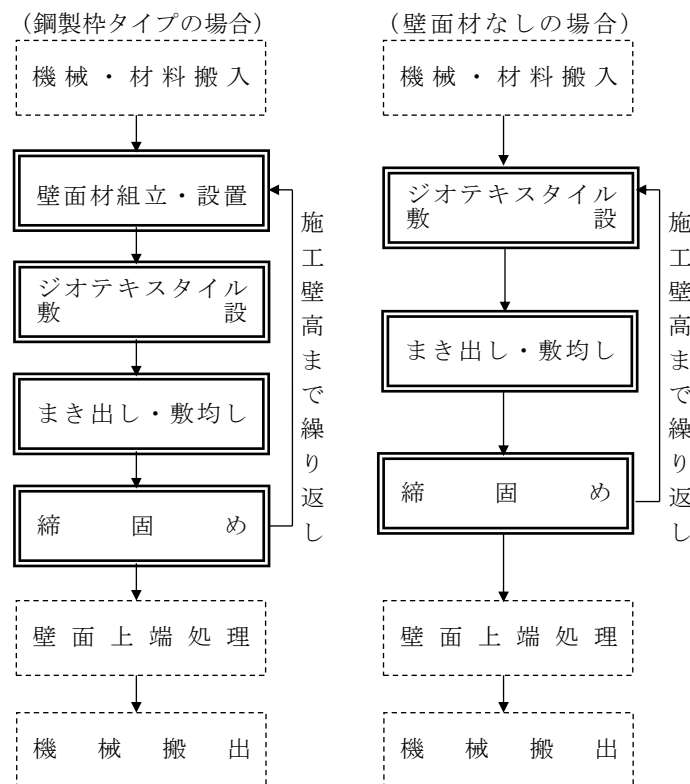 (鋼製枠タイプの場合)
機械・材料搬入
壁面材組立・設置
ジオテキスタイル
敷設
まき出し・敷均し
締固め
施工壁高まで繰り返し
壁面上端処理
機械搬出
(壁面材なしの場合)
機械・材料搬入
ジオテキスタイル
敷設
まき出し・敷均し
締固め
施工壁高まで繰り返し
壁面上端処理
機械搬出